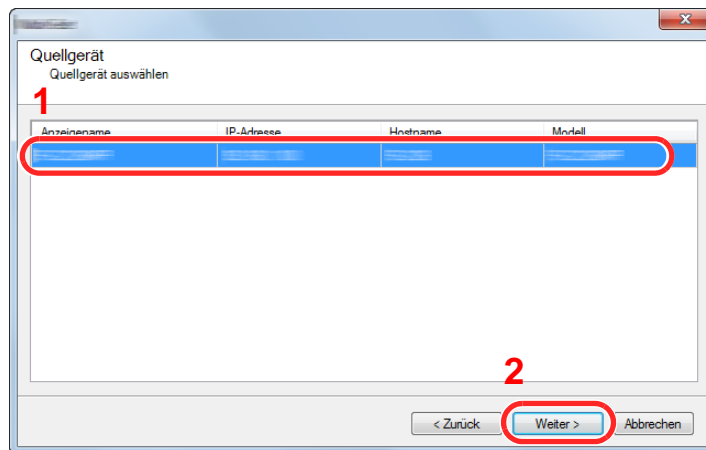 Quellgerät
Quellgerät auswählen
1
Anzeigename IP-Adresse Hostname Modell
2
< Zurück Weiter > Abbrechen